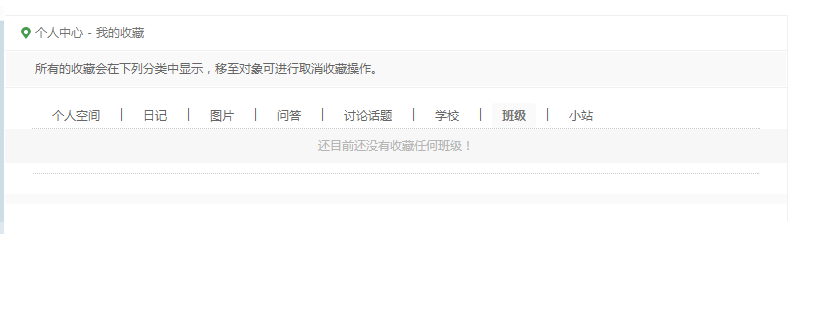 个人中心 - 我的收藏
所有的收藏会在下列分类中显示，移至对象可进行取消收藏操作。
个人空间 | 日记 | 图片 | 问答 | 讨论话题 | 学校 | 班级 | 小站
还目前还没有收藏任何班级！